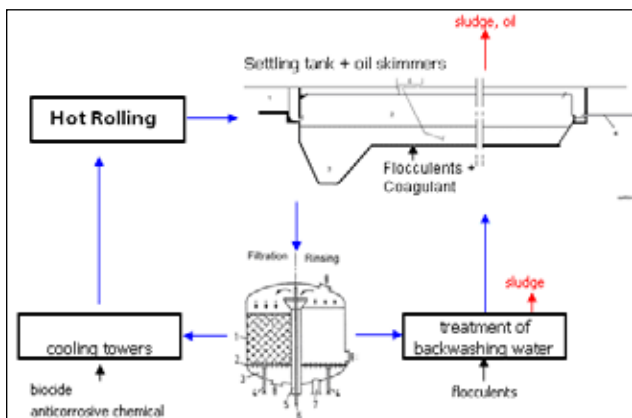 sludge, oil
Settling tank + oil skimmers
Hot Rolling
Flocculents +
Coagulant
Filtration
Rinsing
sludge
cooling towers
treatment of
backwashing water
biocide
anticorrosive chemical
flocculents